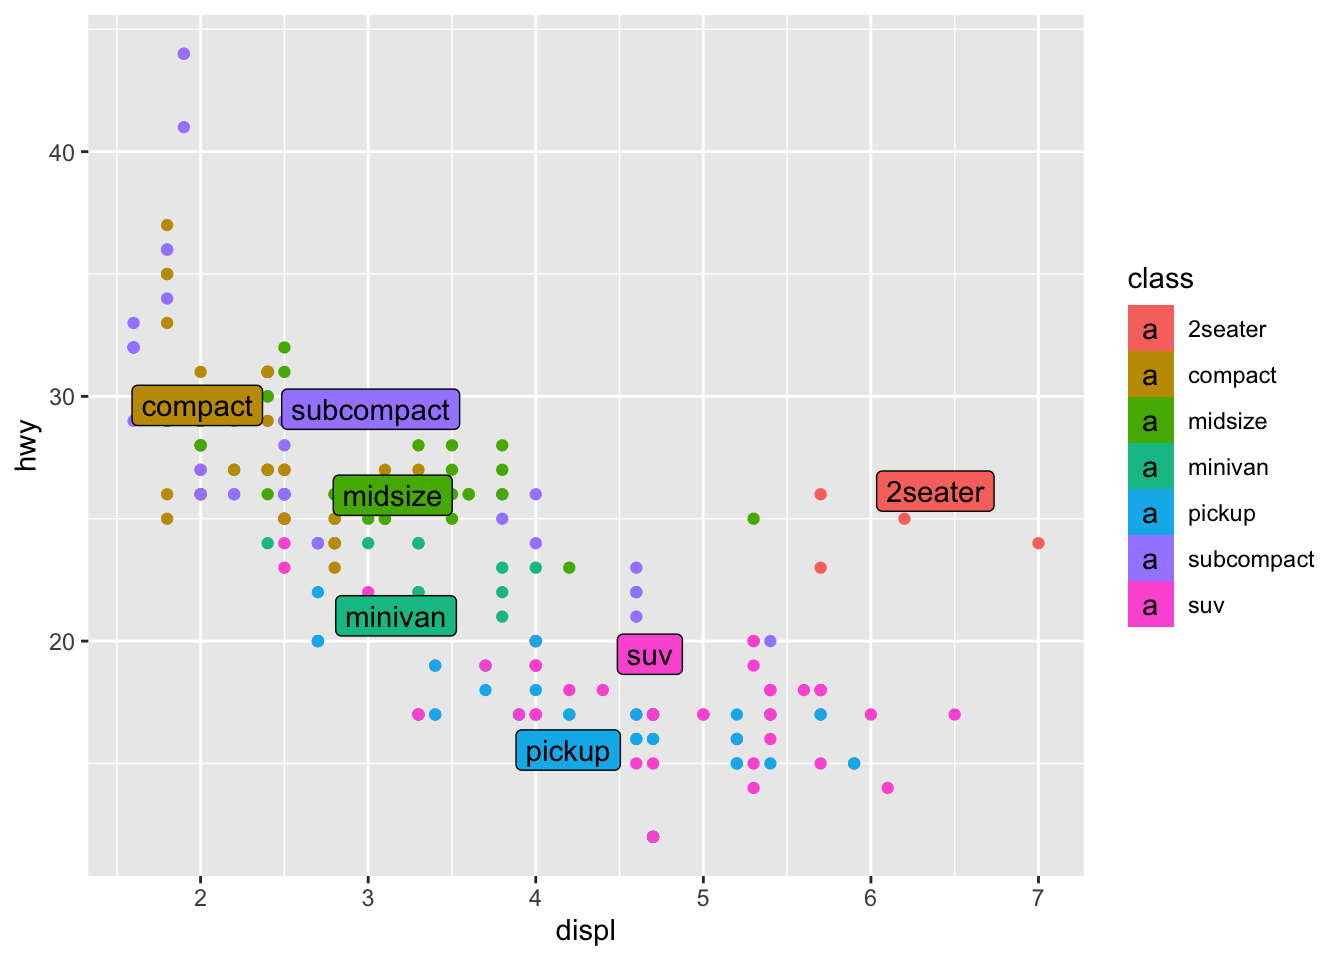 40
30
20
hwy
compact
subcompact
midsize
2seater
minivan
suv
pickup
2 3 4 5 6 7
displ
class
a 2seater
a compact
a midsize
a minivan
a pickup
a subcompact
a suv